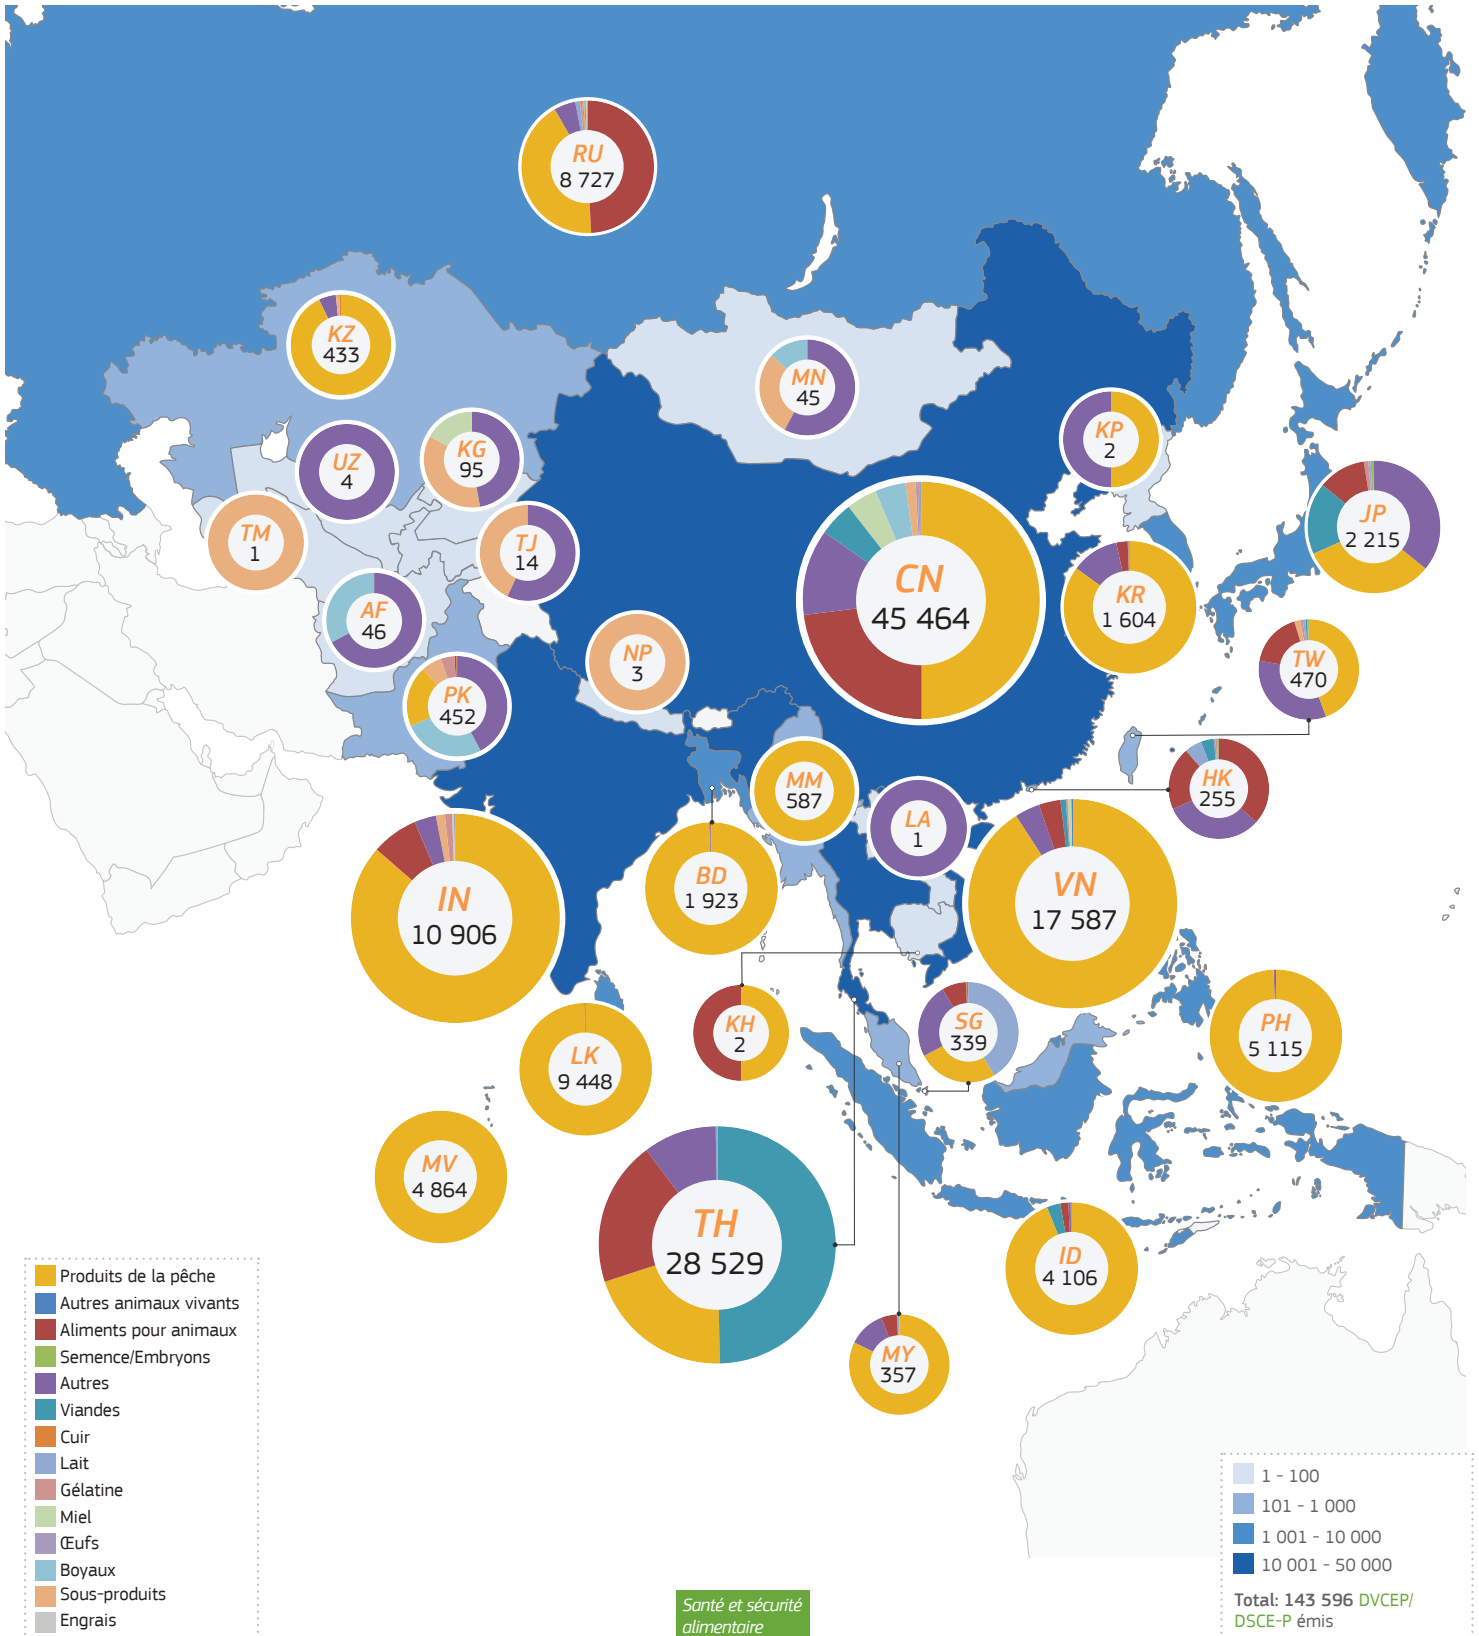 RU
8 727
KZ
433
MN
45
KP
2
UZ
4
KG
95
TM
1
TJ
14
JP
2 215
CN
45 464
KR
1 604
AF
46
NP
3
TW
470
PK
452
MM
587
HK
255
LA
1
BD
1 923
IN
10 906
VN
17 587
KH
2
SG
339
PH
5 115
LK
9 448
MV
4 864
TH
28 529
ID
4 106
MY
357
Produits de la pêche
Autres animaux vivants
Aliments pour animaux
Semence/Embryons
Autres
Viandes
Cuir
Lait
Gélatine
Miel
Œufs
Boyaux
Sous-produits
Engrais
1 - 100
101 - 1 000
1 001 - 10 000
10 001 - 50 000
Total: 143 596 DVCEP/
DSCE-P émis
Santé et sécurité
alimentaire